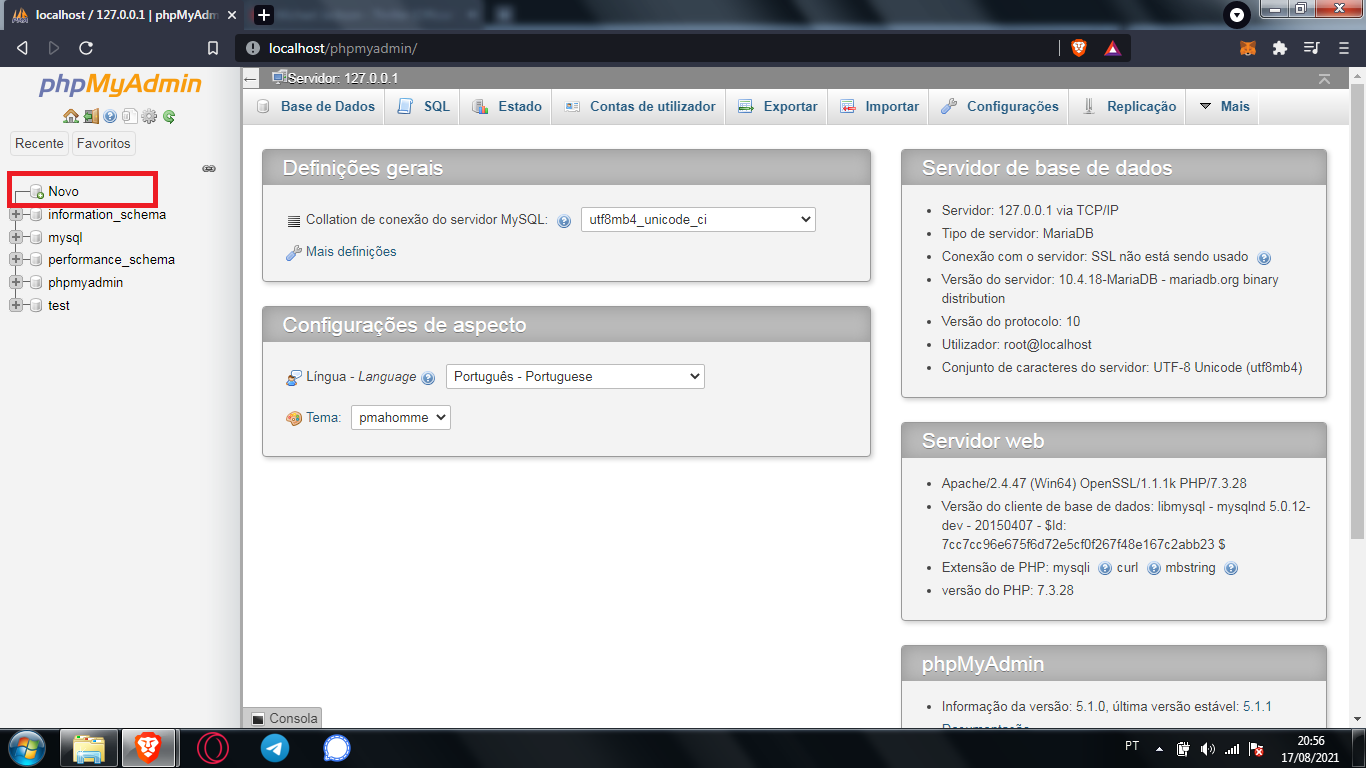 localhost / 127.0.0.1 | phpMyAdm
localhost/phpmyadmin/
phpMyAdmin
Recente Favoritos
Novo
information_schema
mysql
performance_schema
phpmyadmin
test
Servidor: 127.0.0.1
Base de Dados SQL Estado Contas de utilizador Exportar Importar Configurações Replicação Mais
Definições gerais
Collation de conexão do servidor MySQL: utf8mb4_unicode_ci
Mais definições
Configurações de aspecto
Língua - Language Português - Portuguese
Tema: pmahomme
Servidor de base de dados
Servidor: 127.0.0.1 via TCP/IP
Tipo de servidor: MariaDB
Conexão com o servidor: SSL não está sendo usado
Versão do servidor: 10.4.18-MariaDB - mariadb.org binary
distribution
Versão do protocolo: 10
Utilizador: root@localhost
Conjunto de caracteres do servidor: UTF-8 Unicode (utf8mb4)
Servidor web
Apache/2.4.47 (Win64) OpenSSL/1.1.1k PHP/7.3.28
Versão do cliente de base de dados: libmysql - mysqlnd 5.0.12-
dev - 20150407 - $Id:
7cc7cc96e675f6d72e5cf0f267f48e167c2abb23 $
Extensão de PHP: mysqli curl mbstring
versão do PHP: 7.3.28
phpMyAdmin
Informação da versão: 5.1.0, última versão estável: 5.1.1
Documentação
Consola
PT
20:56
17/08/2021